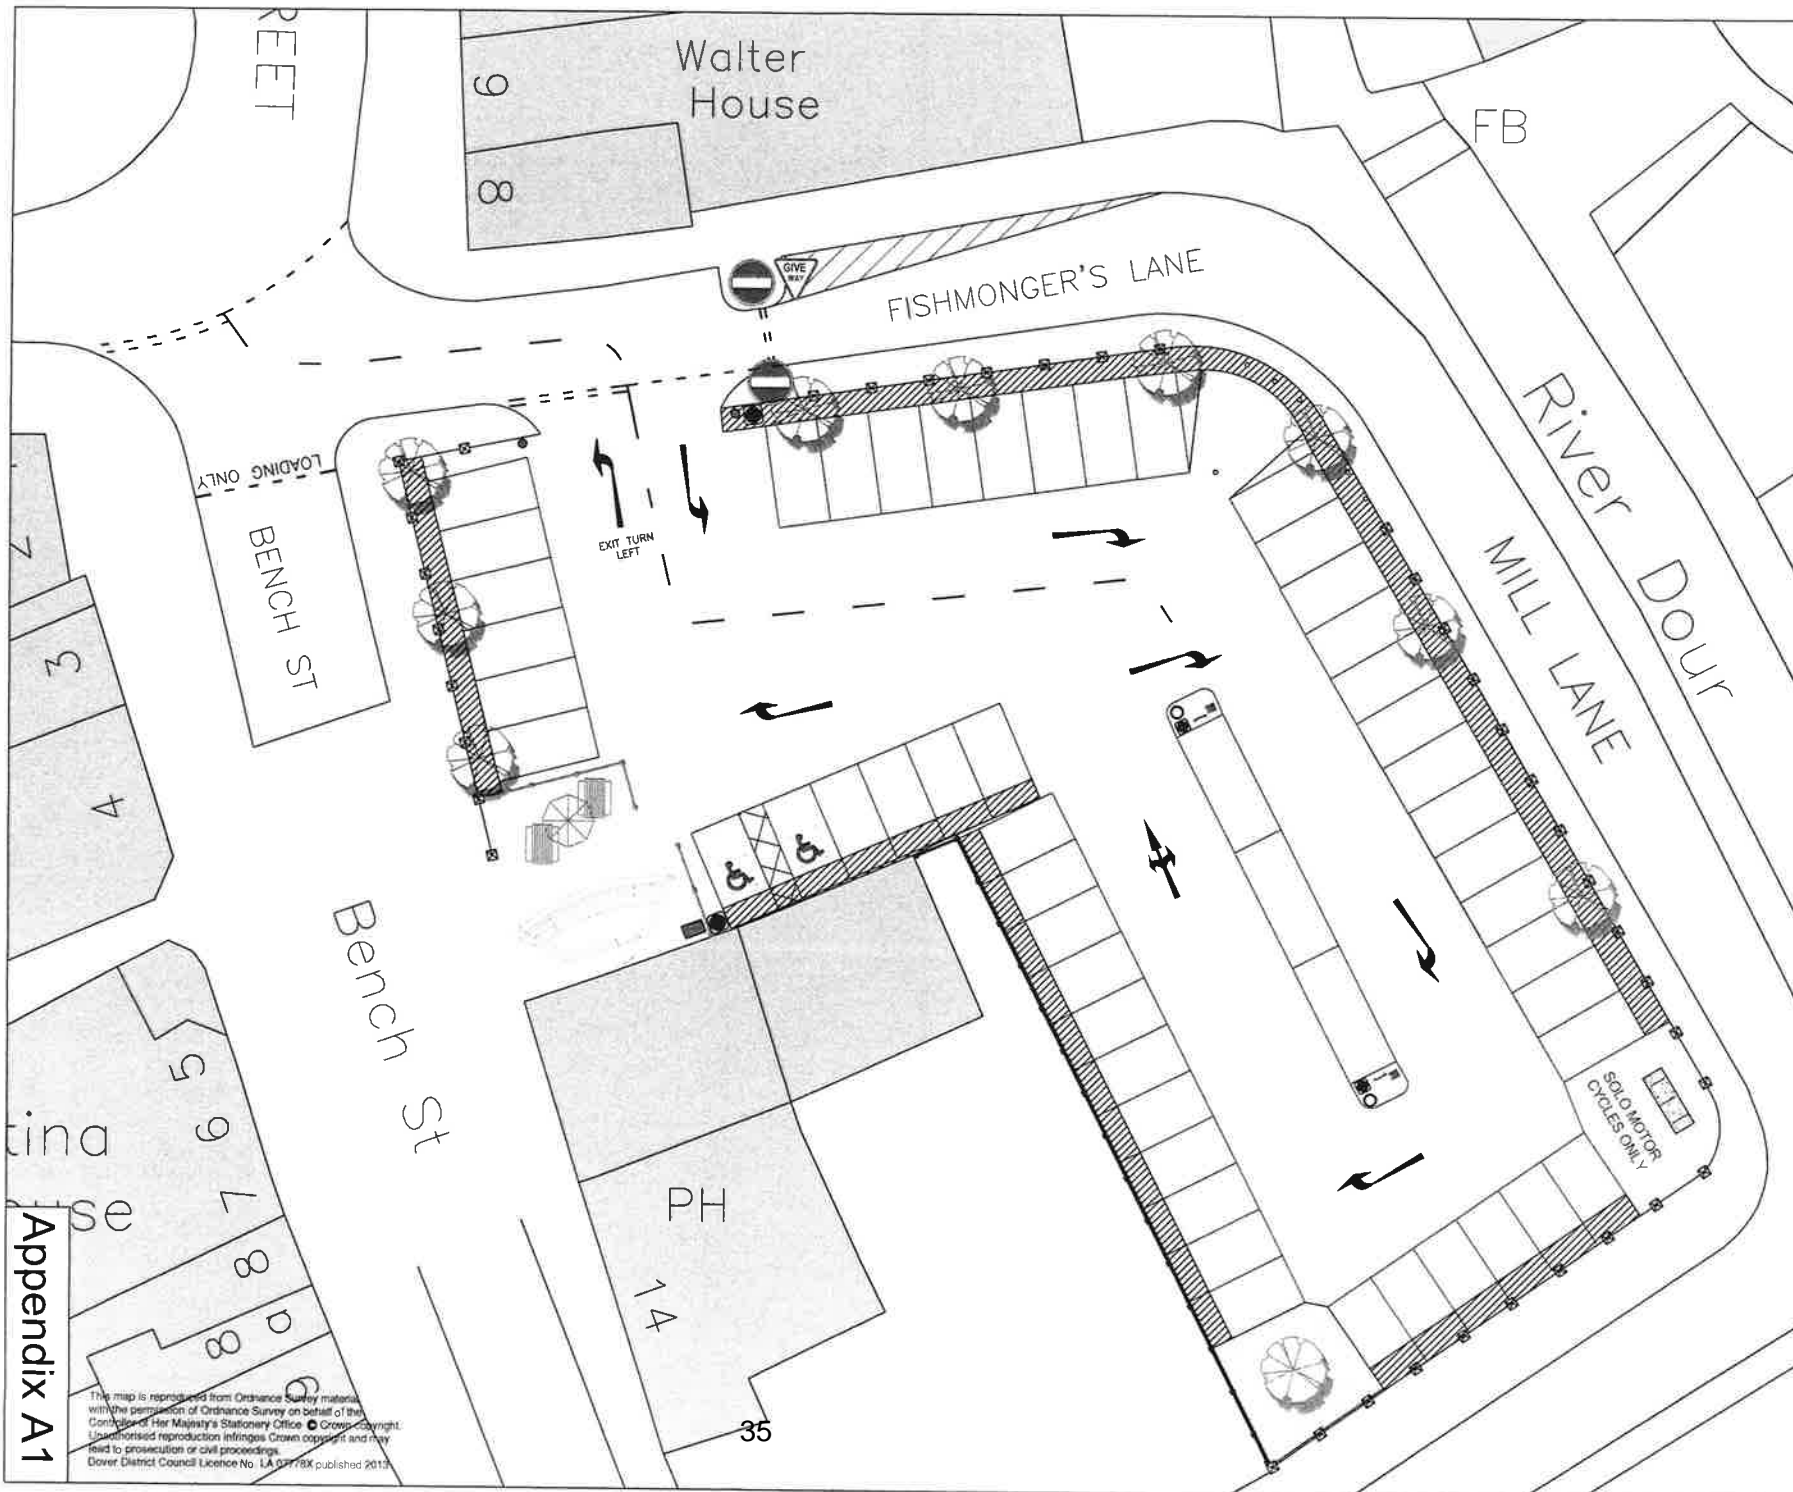 REET
9
Walter
House
8
FB
GIVE
WAY
FISHMONGER'S LANE
LOADING ONLY
BENCH ST
EXIT TURN
LEFT
River Dour
MILL LANE
3
4
Bench St
5
6
7
8
8a
9
tina
PH
14
SOLO MOTOR
CYCLES ONLY
Appendix A1
This map is reproduced from Ordnance Survey material
with the permission of Ordnance Survey on behalf of the
Controller of Her Majesty's Stationery Office © Crown copyright.
Unauthorised reproduction infringes Crown copyright and may
lead to prosecution or civil proceedings.
Dover District Council Licence No. LA 07778X published 2013
35